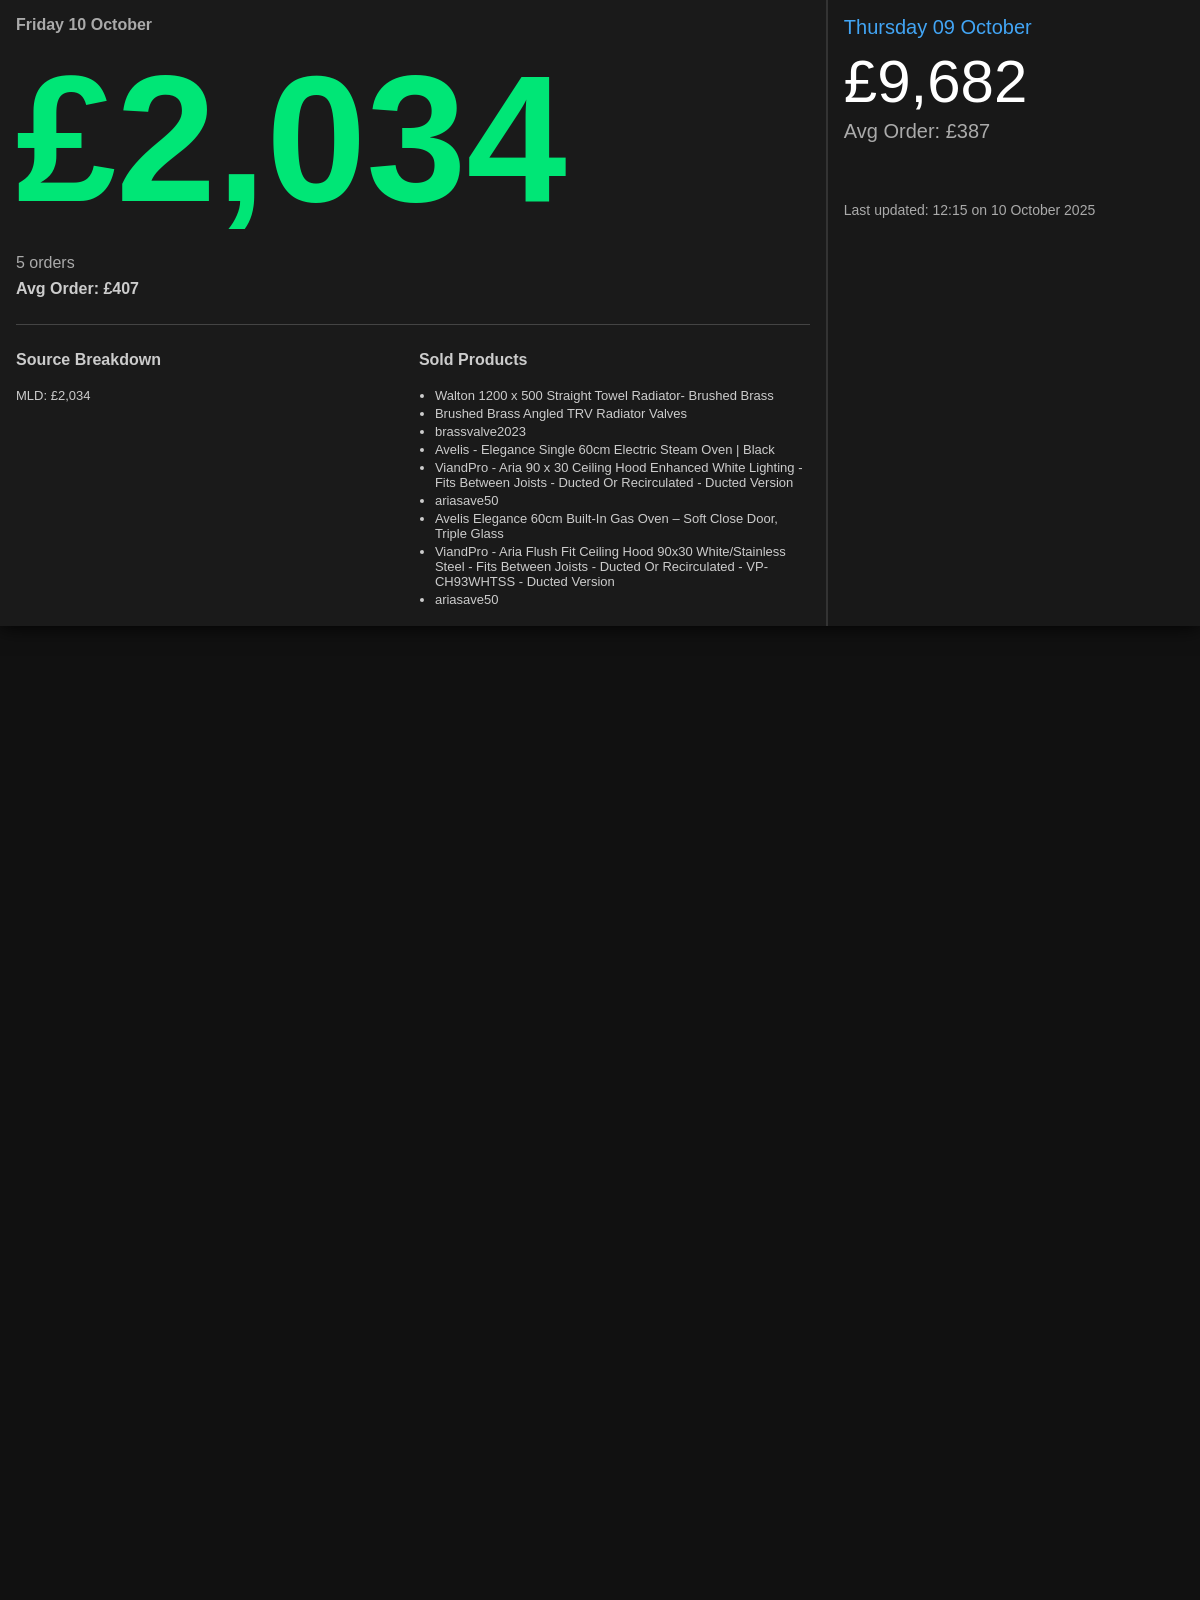 Friday 10 October
£2,034
5 orders
Avg Order: £407
Source Breakdown
MLD: £2,034
Sold Products
• Walton 1200 x 500 Straight Towel Radiator- Brushed Brass
• Brushed Brass Angled TRV Radiator Valves
• brassvalve2023
• Avelis - Elegance Single 60cm Electric Steam Oven | Black
• ViandPro - Aria 90 x 30 Ceiling Hood Enhanced White Lighting -
Fits Between Joists - Ducted Or Recirculated - Ducted Version
• ariasave50
• Avelis Elegance 60cm Built-In Gas Oven – Soft Close Door,
Triple Glass
• ViandPro - Aria Flush Fit Ceiling Hood 90x30 White/Stainless
Steel - Fits Between Joists - Ducted Or Recirculated - VP-
CH93WHTSS - Ducted Version
• ariasave50
Thursday 09 October
£9,682
Avg Order: £387
Last updated: 12:15 on 10 October 2025